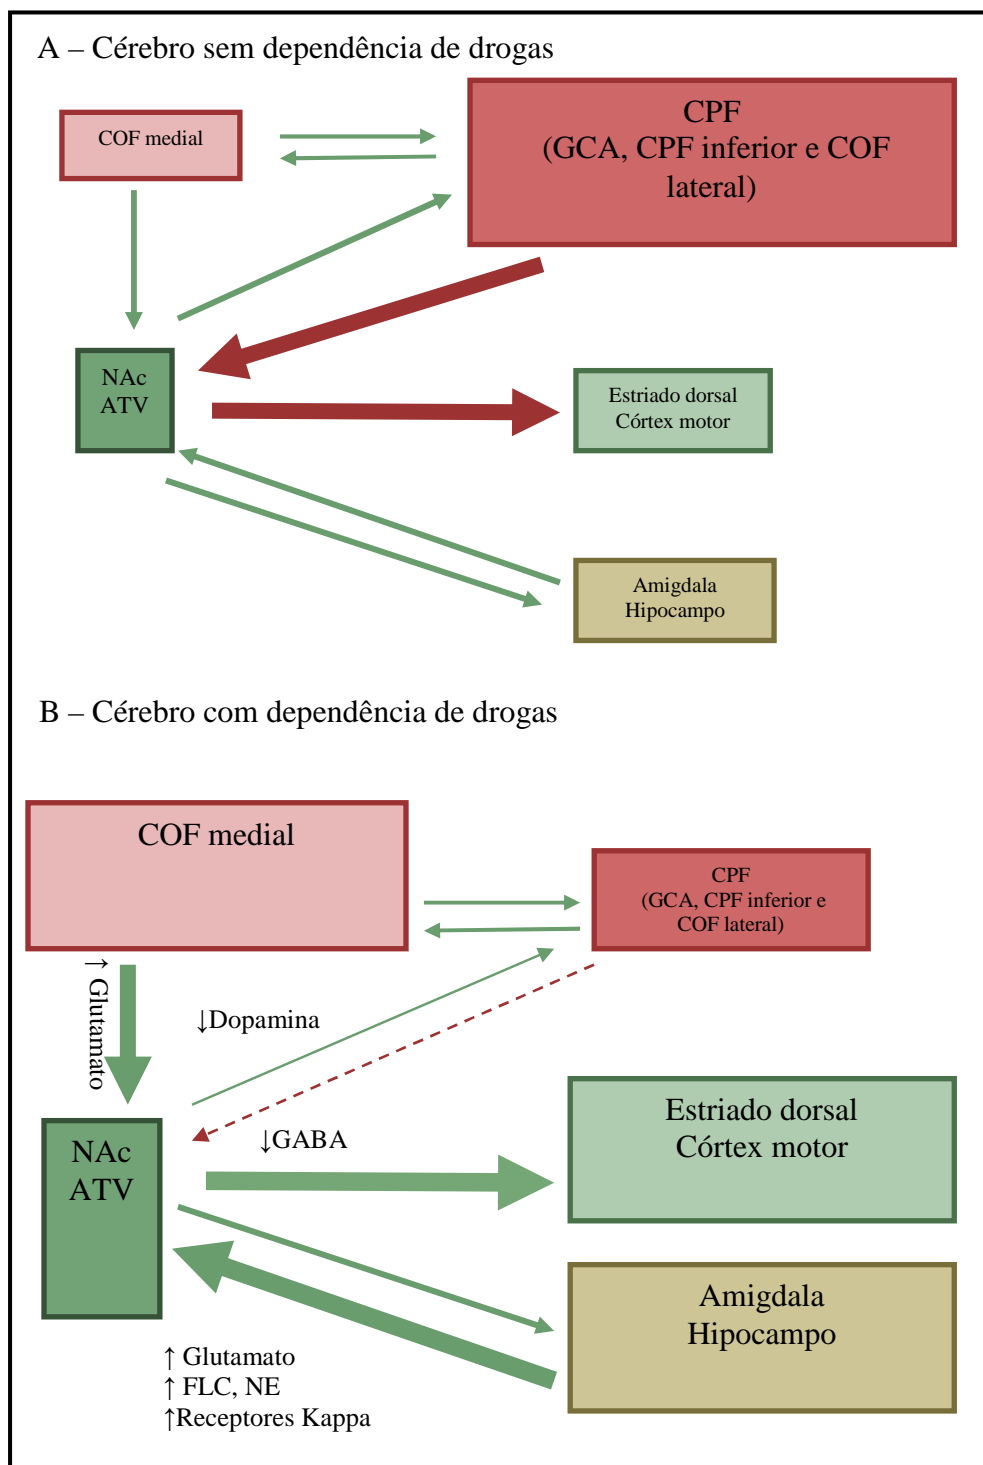 A – Cérebro sem dependência de drogas
COF medial
CPF
(GCA, CPF inferior e COF
lateral)
NAc
ATV
Estriado dorsal
Córtex motor
Amigdala
Hipocampo
B – Cérebro com dependência de drogas
COF medial
CPF
(GCA, CPF inferior e
COF lateral)
↑ Glutamato
↓Dopamina
↓GABA
NAc
ATV
Estriado dorsal
Córtex motor
Amigdala
Hipocampo
↑ Glutamato
↑ FLC, NE
↑Receptores Kappa